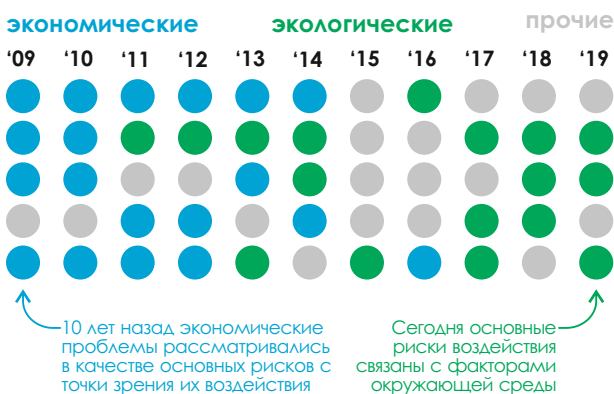 экономические экологические прочие
‘09 ‘10 ‘11 ‘12 ‘13 ‘14 ‘15 ‘16 ‘17 ‘18 ‘19
10 лет назад экономические
проблемы рассматривались
в качестве основных рисков с
точки зрения их воздействия
Сегодня основные
риски воздействия
связаны с факторами
окружающей среды